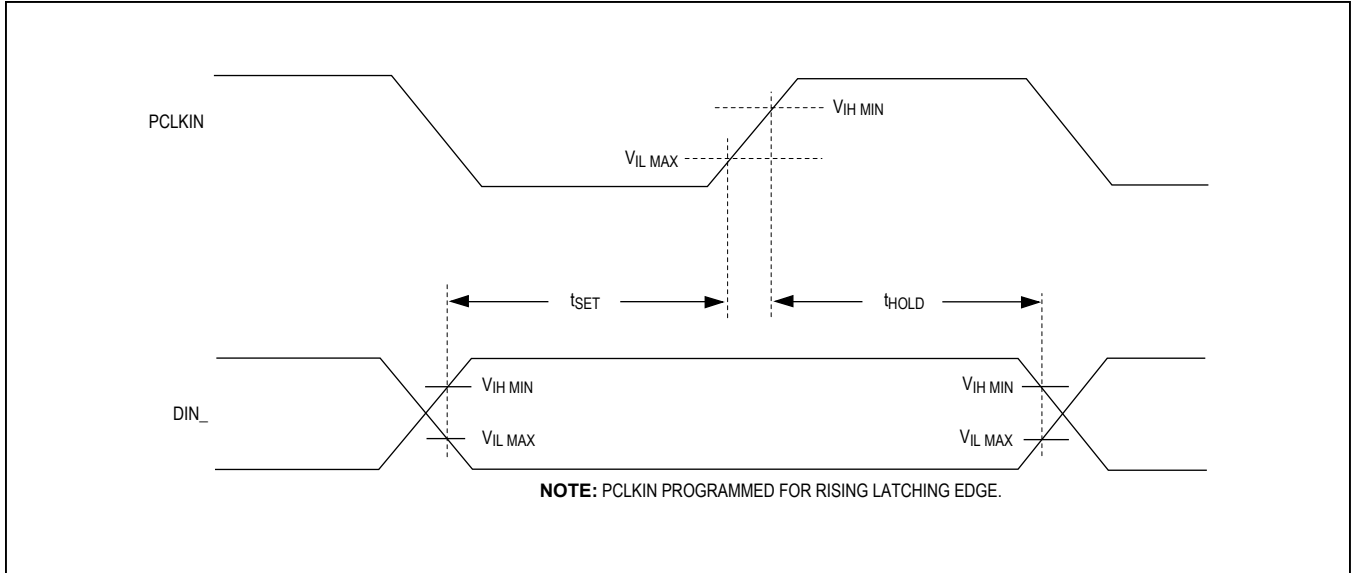 PCLKIN
VIH MIN
VIL MAX
tSET
tHOLD
VIH MIN
VIH MIN
DIN_
VIL MAX
VIL MAX
NOTE: PCLKIN PROGRAMMED FOR RISING LATCHING EDGE.